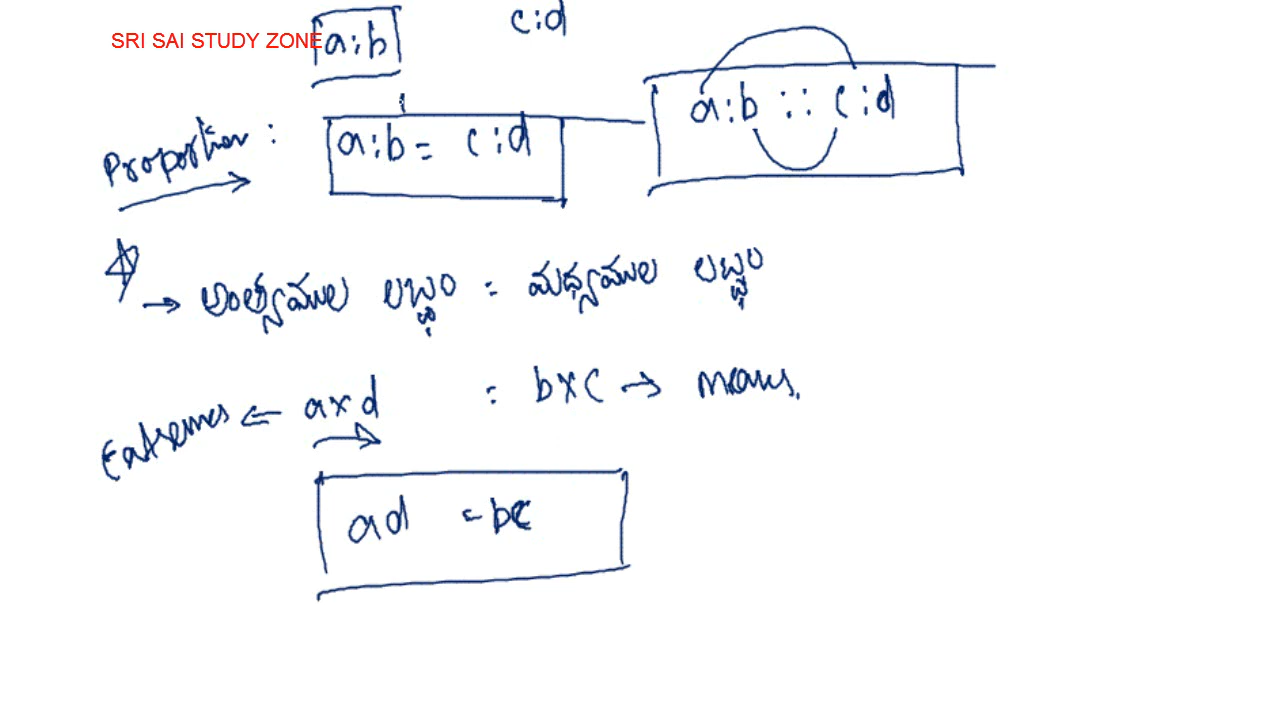 c:d
SRI SAI STUDY ZONE a:b
a:b :: c:d
Proportion : a:b = c:d
→ అంత్యముల లబ్ధం = మధ్యముల లబ్ధం
Extremes ← a×d = b×c → means.
ad = bc